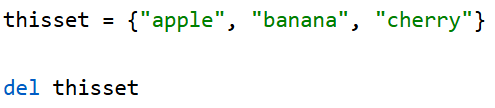 thisset = {"apple", "banana", "cherry"}
del thisset